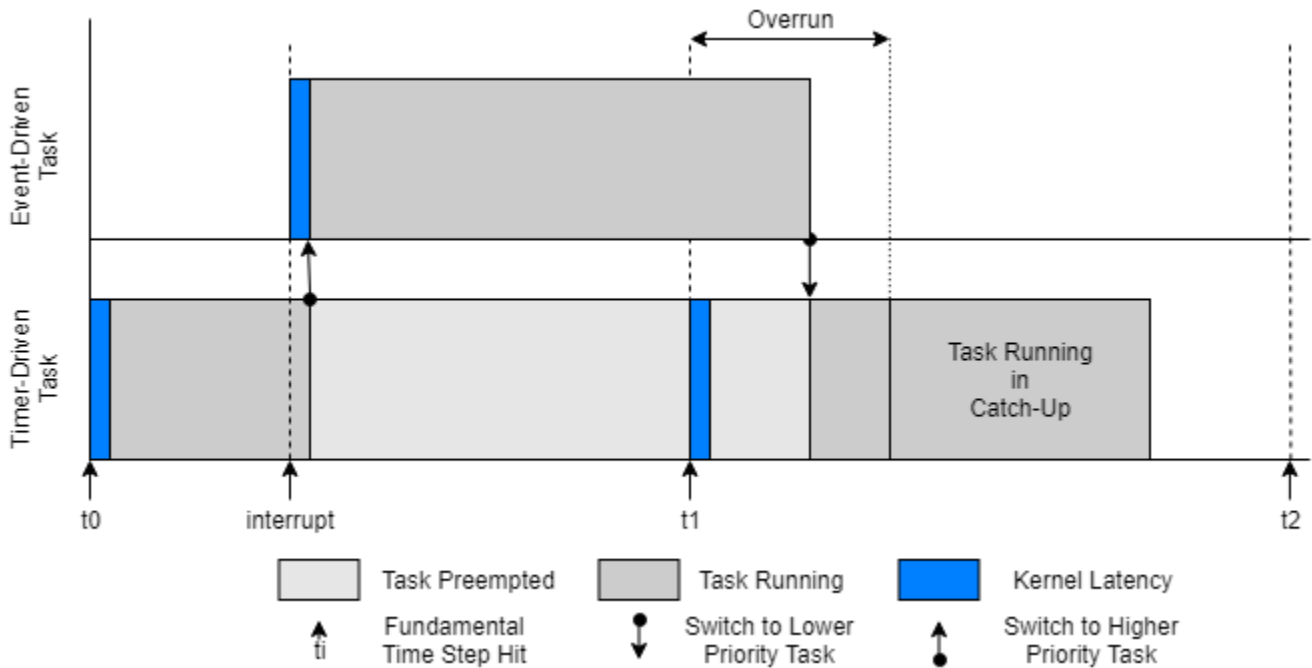 Overrun
Event-Driven
Task
Timer-Driven
Task
Task Running
in
Catch-Up
t0
interrupt
t1
t2
Task Preempted
Task Running
Kernel Latency
ti
Fundamental
Time Step Hit
Switch to Lower
Priority Task
Switch to Higher
Priority Task